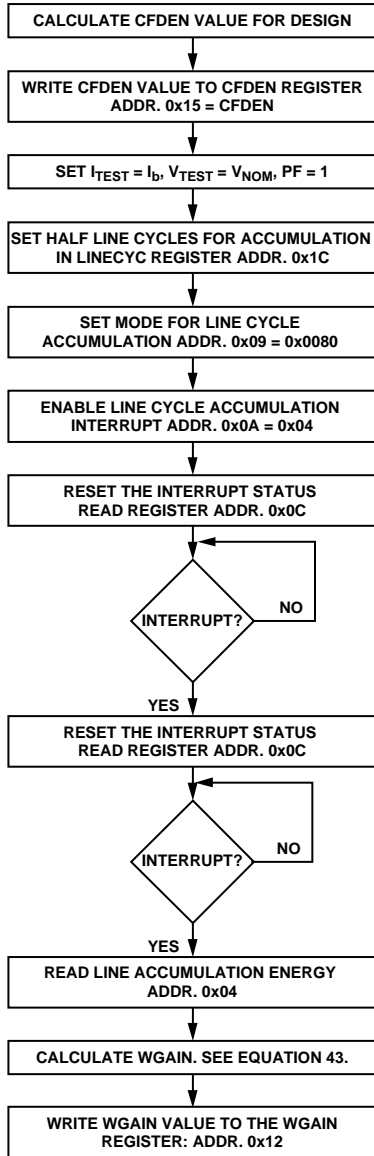 CALCULATE CFDEN VALUE FOR DESIGN
WRITE CFDEN VALUE TO CFDEN REGISTER
ADDR. 0x15 = CFDEN
SET I_TEST = I_b, V_TEST = V_NOM, PF = 1
SET HALF LINE CYCLES FOR ACCUMULATION
IN LINECYC REGISTER ADDR. 0x1C
SET MODE FOR LINE CYCLE
ACCUMULATION ADDR. 0x09 = 0x0080
ENABLE LINE CYCLE ACCUMULATION
INTERRUPT ADDR. 0x0A = 0x04
RESET THE INTERRUPT STATUS
READ REGISTER ADDR. 0x0C
INTERRUPT?
NO
YES
RESET THE INTERRUPT STATUS
READ REGISTER ADDR. 0x0C
INTERRUPT?
NO
YES
READ LINE ACCUMULATION ENERGY
ADDR. 0x04
CALCULATE WGAIN. SEE EQUATION 43.
WRITE WGAIN VALUE TO THE WGAIN
REGISTER: ADDR. 0x12